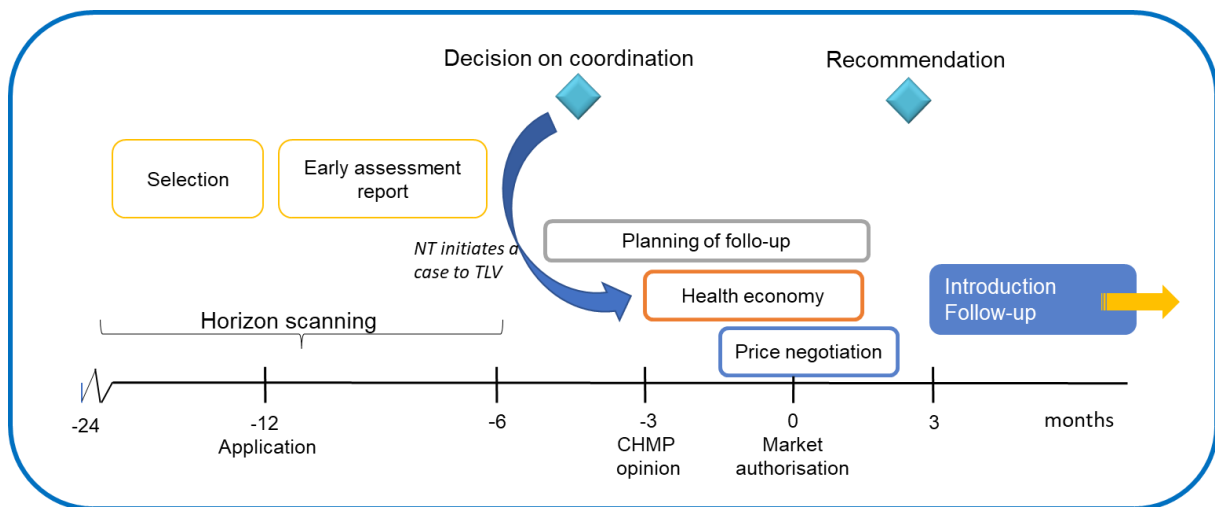 Decision on coordination
Recommendation
Selection
Early assessment
report
NT initiates a
case to TLV
Planning of follo-up
Health economy
Introduction
Follow-up
Horizon scanning
Price negotiation
-24
-12
-6
-3
0
3
months
Application
CHMP
opinion
Market
authorisation